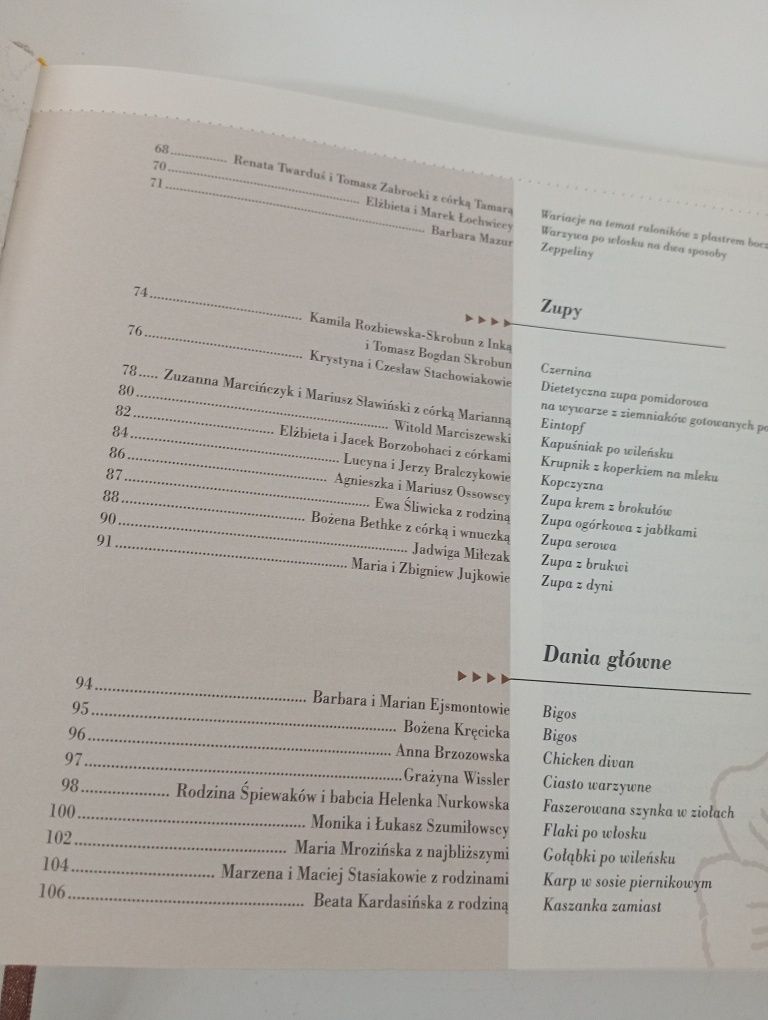 68 ............... Renata Twarduś i Tomasz Zabrocki z córką Tamarą
70 ............... Elżbieta i Marek Łochwiccy
71 ............... Barbara Mazur
Wariacje na temat ruloników z plastrem
Warzywa po włosku na dwa sposoby
Zeppeliny
Zupy
74 ............... Kamila Rozbiewska-Skrobun z Inką
i Tomasz Bogdan Skrobun
76 ............... Krystyna i Czesław Stachowiakowie
78 ..... Zuzanna Marcińczyk i Mariusz Sławiński z córką Marianną
80 ............... Witold Marciszewski
82 ............... Elżbieta i Jacek Borzobohaci z córkami
84 ............... Lucyna i Jerzy Bralczykowie
86 ............... Agnieszka i Mariusz Ossowscy
87 ............... Ewa Śliwicka z rodziną
88 ............... Bożena Bethke z córką i wnuczką
90 ............... Jadwiga Miłczak
91 ............... Maria i Zbigniew Jujkowie
Czernina
Dietetyczna zupa pomidorowa
na wywarze z ziemniaków gotowanych
Eintopf
Kapuśniak po wileńsku
Krupnik z koperkiem na mleku
Kopczyzna
Zupa krem z brokułów
Zupa ogórkowa z jabłkami
Zupa serowa
Zupa z brukwi
Zupa z dyni
Dania główne
94 ............... Barbara i Marian Ejsmontowie
95 ............... Bożena Kręcicka
96 ............... Anna Brzozowska
97 ............... Grażyna Wissler
98 ............... Rodzina Śpiewaków i babcia Helenka Nurkowska
100 ............... Monika i Łukasz Szumiłowscy
102 ............... Maria Mrozińska z najbliższymi
104 ............... Marzena i Maciej Stasiakowie z rodzinami
106 ............... Beata Kardasińska z rodziną
Bigos
Bigos
Chicken divan
Ciasto warzywne
Faszerowana szynka w ziołach
Flaki po włosku
Gołąbki po wileńsku
Karp w sosie piernikowym
Kaszanka zamiast